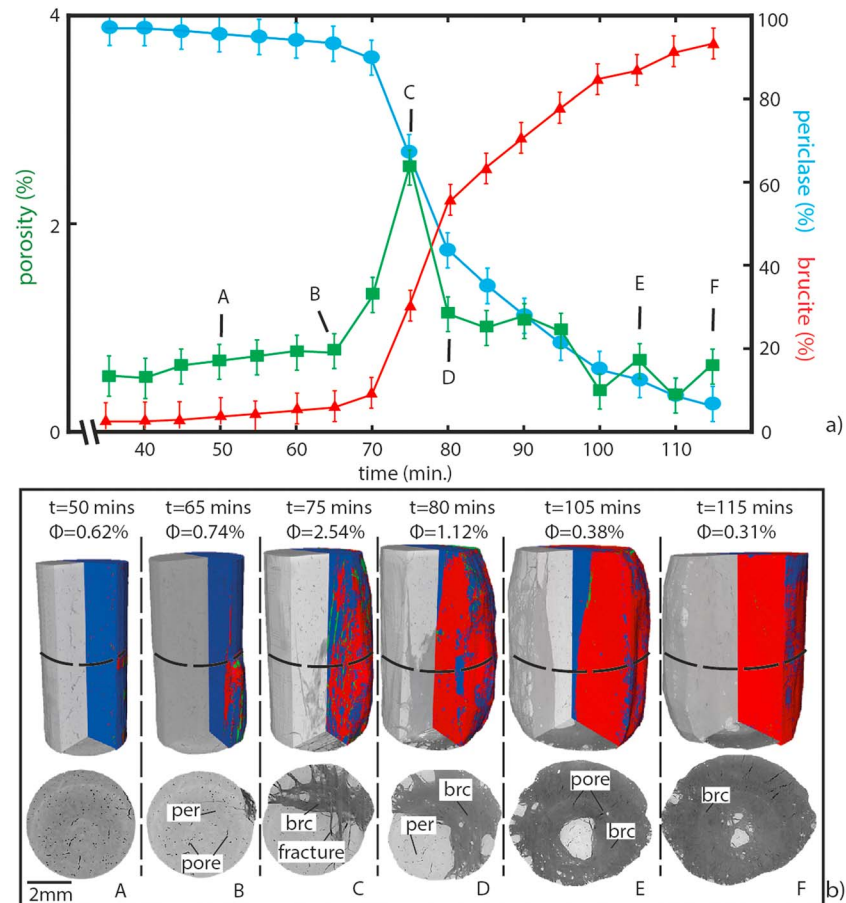 4
100
C
80
porosity (%)
periclase (%)
60
2
brucite (%)
40
A
B
E
F
D
20
0
0
40
50
60
70
80
90
100
110
time (min.)
a)
t=50 mins
t=65 mins
t=75 mins
t=80 mins
t=105 mins
t=115 mins
Φ=0.62%
Φ=0.74%
Φ=2.54%
Φ=1.12%
Φ=0.38%
Φ=0.31%
per
pore
brc
fracture
brc
per
pore
brc
brc
2mm
A
B
C
D
E
F
b)